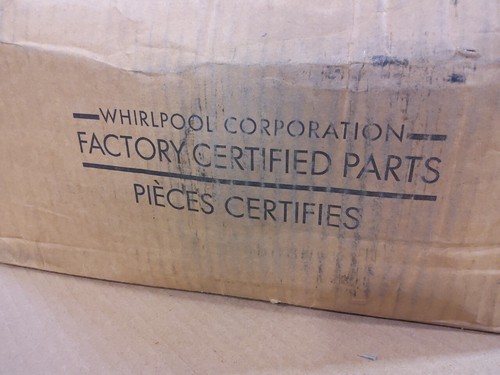 WHIRLPOOL CORPORATION
FACTORY CERTIFIED PARTS
PIÈCES CERTIFIES